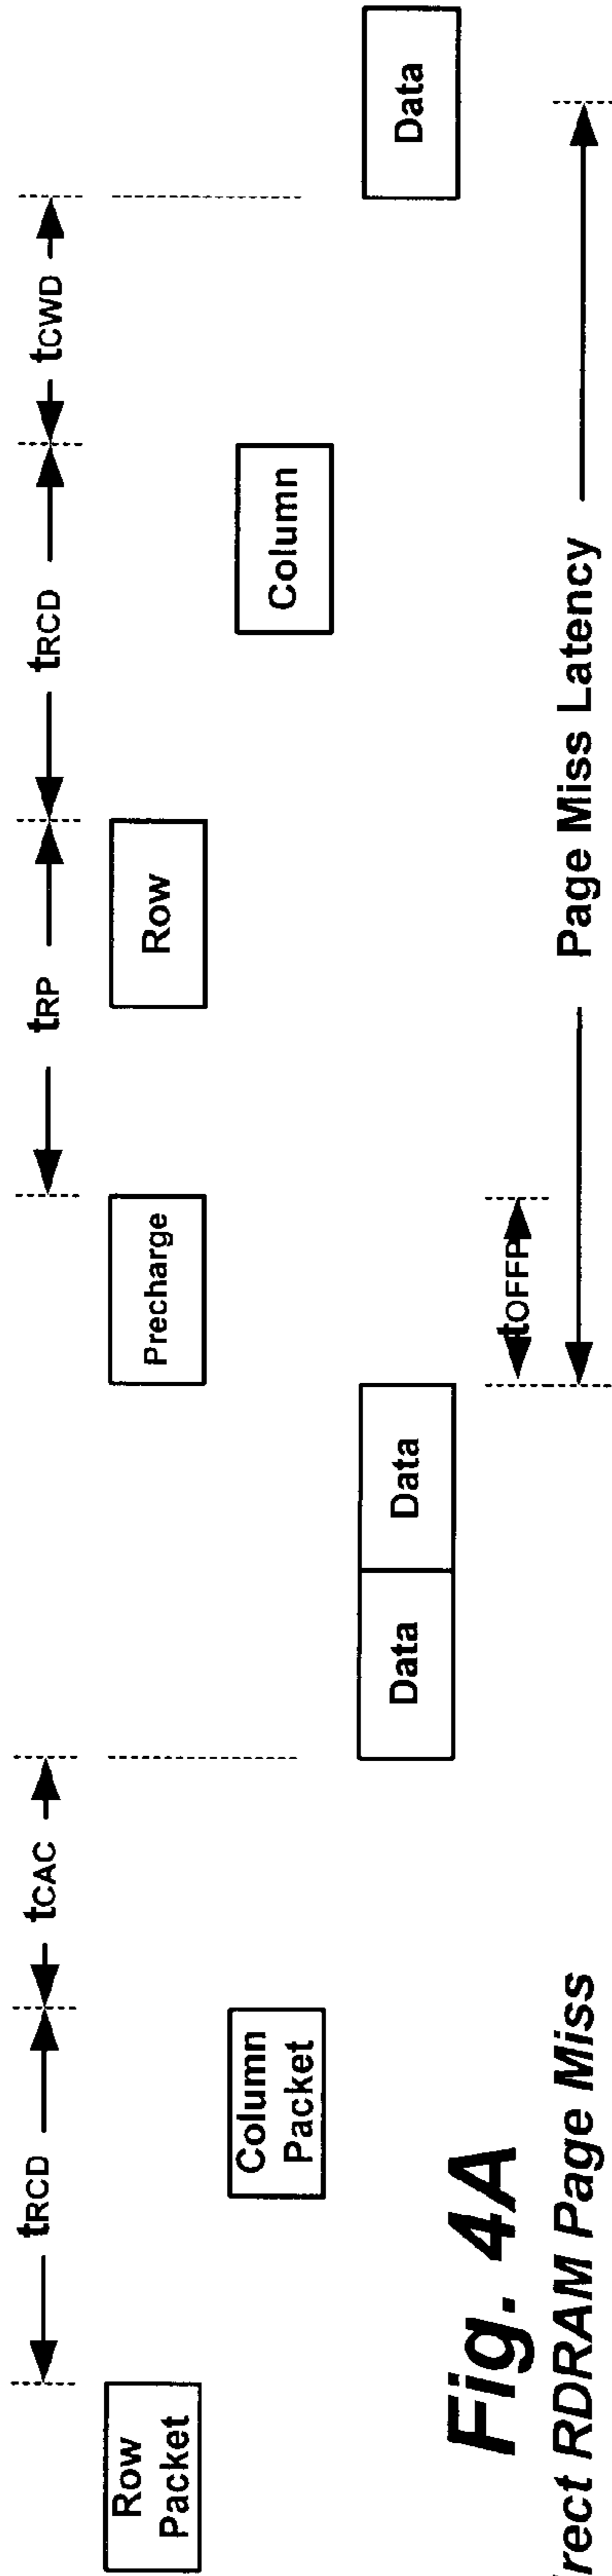 tRCD
tCAC
tRP
tRCD
tCWD
Row
Packet
Precharge
Row
Column
Packet
Column
Data
Data
Data
tOFFP
Page Miss Latency
Fig. 4A
rect RDRAM Page Miss